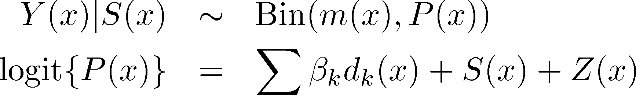 Y(x)|S(x) ∼ Bin(m(x), P(x))
logit{P(x)} = ∑ β_k d_k(x) + S(x) + Z(x)